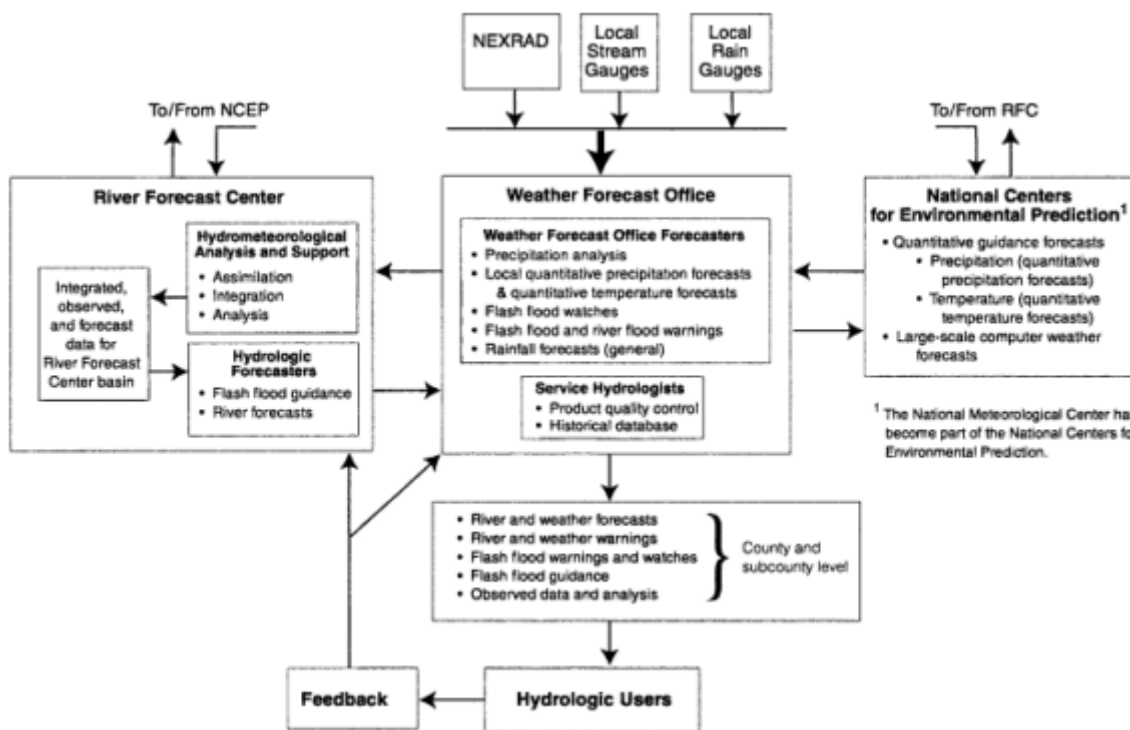 NEXRAD
Local
Stream
Gauges
Local
Rain
Gauges
To/From NCEP
To/From RFC
River Forecast Center
Hydrometeorological
Analysis and Support
• Assimilation
• Integration
• Analysis
Integrated,
observed,
and forecast
data for
River Forecast
Center basin
Hydrologic
Forecasters
• Flash flood guidance
• River forecasts
Weather Forecast Office
Weather Forecast Office Forecasters
• Precipitation analysis
• Local quantitative precipitation forecasts
& quantitative temperature forecasts
• Flash flood watches
• Flash flood and river flood warnings
• Rainfall forecasts (general)
Service Hydrologists
• Product quality control
• Historical database
National Centers
for Environmental Prediction1
• Quantitative guidance forecasts
• Precipitation (quantitative
precipitation forecasts)
• Temperature (quantitative
temperature forecasts)
• Large-scale computer weather
forecasts
1 The National Meteorological Center ha
become part of the National Centers fo
Environmental Prediction.
• River and weather forecasts
• River and weather warnings
• Flash flood warnings and watches
• Flash flood guidance
• Observed data and analysis
County and
subcounty level
Feedback
Hydrologic Users